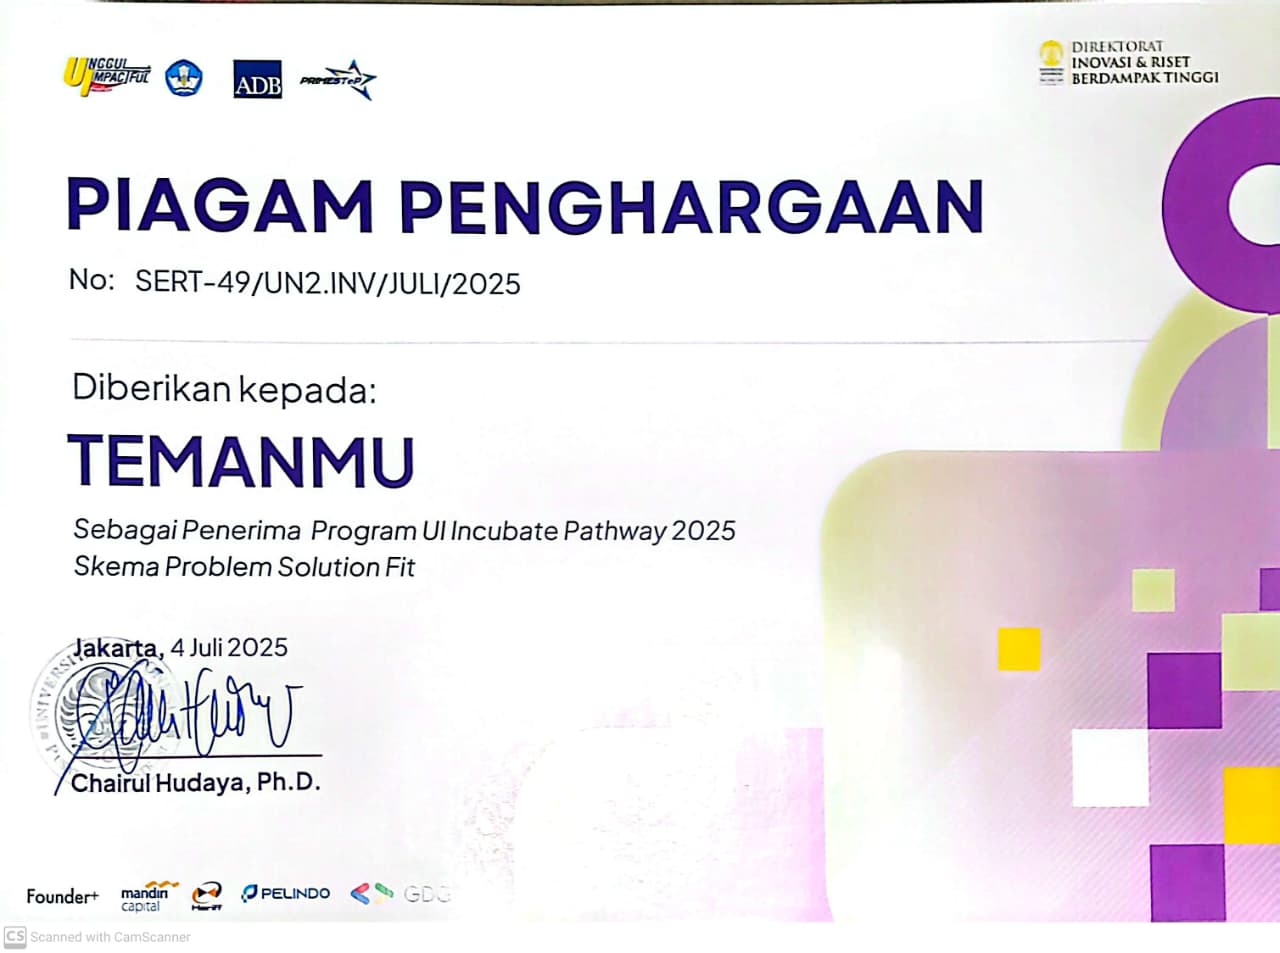 UNGGUL
IMPACTFUL
ADB
PRIMESTeP
DIREKTORAT
INOVASI & RISET
BERDAMPAK TINGGI
PIAGAM PENGHARGAAN
No: SERT-49/UN2.INV/JULI/2025
Diberikan kepada:
TEMANMU
Sebagai Penerima Program UI Incubate Pathway 2025
Skema Problem Solution Fit
Jakarta, 4 Juli 2025
Chairul Hudaya, Ph.D.
Founder+
mandiri
capital
PELINDO
GDG
CS Scanned with CamScanner